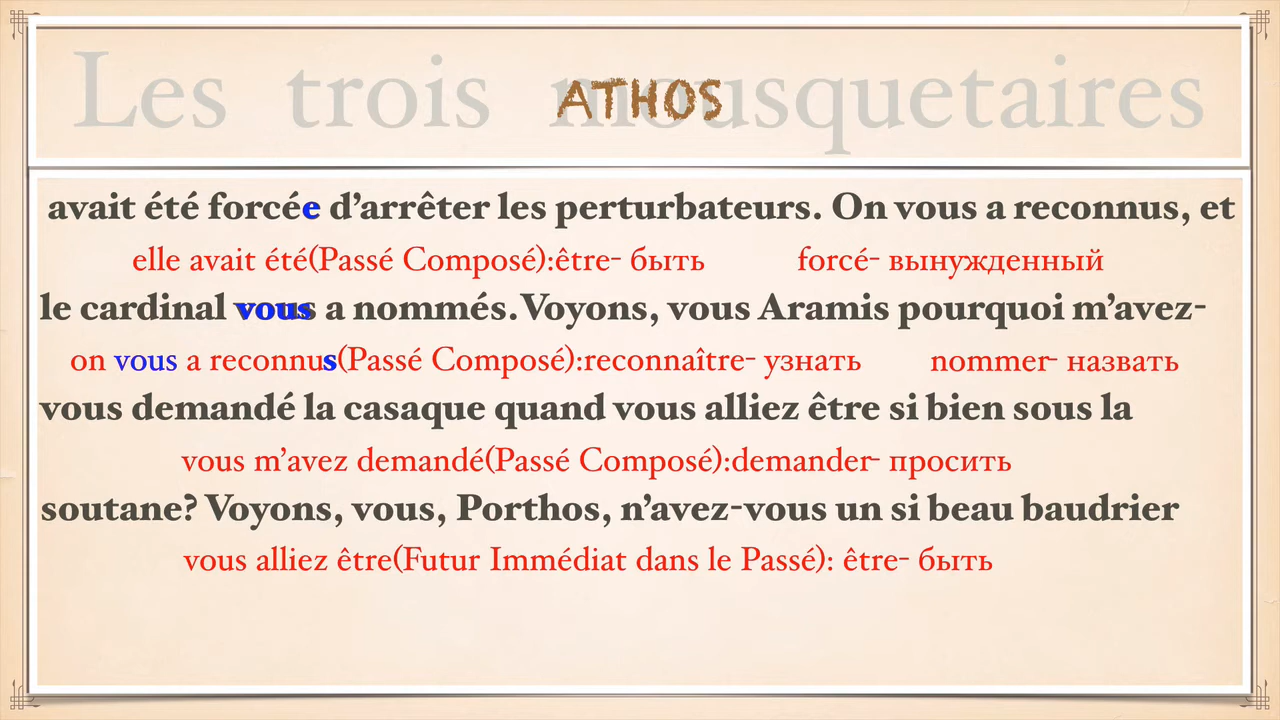 Les trois mousquetaires
ATHOS
avait été forcée d’arrêter les perturbateurs. On vous a reconnus, et
elle avait été(Passé Composé):être- быть forcé- вынужденный
le cardinal vous a nommés.Voyons, vous Aramis pourquoi m’avez-
on vous a reconnus(Passé Composé):reconnaître- узнать nommer- назвать
vous demandé la casaque quand vous alliez être si bien sous la
vous m’avez demandé(Passé Composé):demander- просить
soutane? Voyons, vous, Porthos, n’avez-vous un si beau baudrier
vous alliez être(Futur Immédiat dans le Passé): être- быть